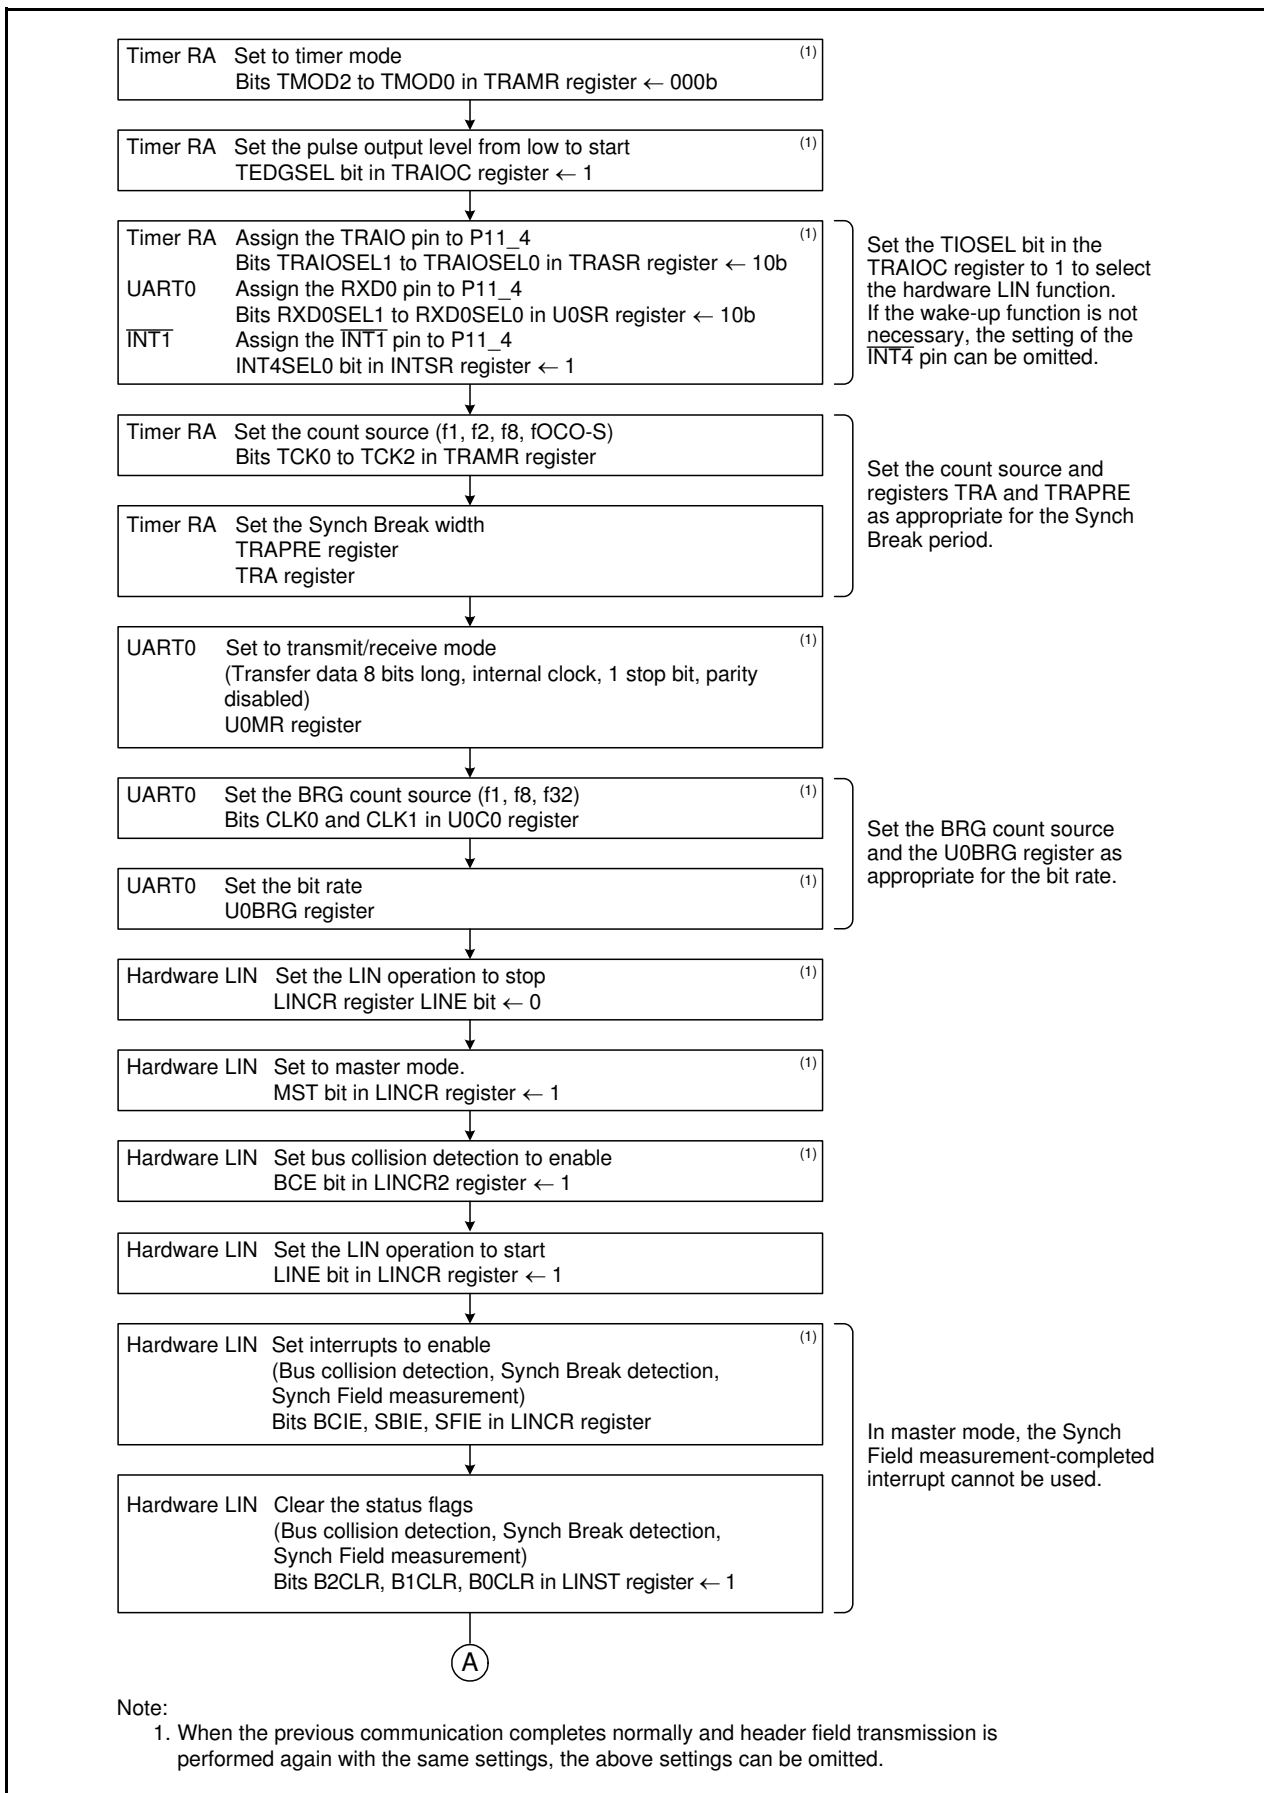 Timer RA Set to timer mode (1)
Bits TMOD2 to TMOD0 in TRAMR register ← 000b
Timer RA Set the pulse output level from low to start (1)
TEDGSEL bit in TRAIOC register ← 1
Timer RA Assign the TRAIO pin to P11_4 (1)
Bits TRAIOSEL1 to TRAIOSEL0 in TRASR register ← 10b
UART0 Assign the RXD0 pin to P11_4
Bits RXD0SEL1 to RXD0SEL0 in U0SR register ← 10b
INT1 Assign the INT1 pin to P11_4
INT4SEL0 bit in INTSR register ← 1
Set the TIOSEL bit in the
TRAIOC register to 1 to select
the hardware LIN function.
If the wake-up function is not
necessary, the setting of the
INT4 pin can be omitted.
Timer RA Set the count source (f1, f2, f8, fOCO-S)
Bits TCK0 to TCK2 in TRAMR register
Timer RA Set the Synch Break width
TRAPRE register
TRA register
Set the count source and
registers TRA and TRAPRE
as appropriate for the Synch
Break period.
UART0 Set to transmit/receive mode (1)
(Transfer data 8 bits long, internal clock, 1 stop bit, parity
disabled)
U0MR register
UART0 Set the BRG count source (f1, f8, f32) (1)
Bits CLK0 and CLK1 in U0C0 register
UART0 Set the bit rate (1)
U0BRG register
Set the BRG count source
and the U0BRG register as
appropriate for the bit rate.
Hardware LIN Set the LIN operation to stop (1)
LINCR register LINE bit ← 0
Hardware LIN Set to master mode. (1)
MST bit in LINCR register ← 1
Hardware LIN Set bus collision detection to enable (1)
BCE bit in LINCR2 register ← 1
Hardware LIN Set the LIN operation to start
LINE bit in LINCR register ← 1
Hardware LIN Set interrupts to enable (1)
(Bus collision detection, Synch Break detection,
Synch Field measurement)
Bits BCIE, SBIE, SFIE in LINCR register
Hardware LIN Clear the status flags
(Bus collision detection, Synch Break detection,
Synch Field measurement)
Bits B2CLR, B1CLR, B0CLR in LINST register ← 1
In master mode, the Synch
Field measurement-completed
interrupt cannot be used.
A
Note:
1. When the previous communication completes normally and header field transmission is
performed again with the same settings, the above settings can be omitted.